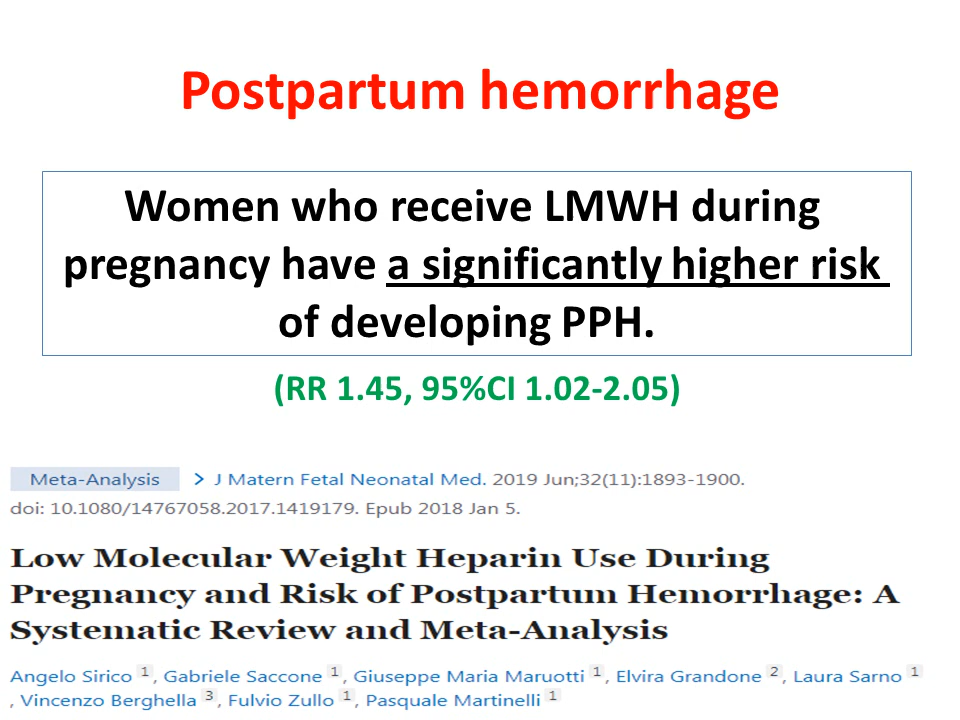 Postpartum hemorrhage
Women who receive LMWH during
pregnancy have a significantly higher risk
of developing PPH.
(RR 1.45, 95%CI 1.02-2.05)
Meta-Analysis > J Matern Fetal Neonatal Med. 2019 Jun;32(11):1893-1900.
doi: 10.1080/14767058.2017.1419179. Epub 2018 Jan 5.
Low Molecular Weight Heparin Use During
Pregnancy and Risk of Postpartum Hemorrhage: A
Systematic Review and Meta-Analysis
Angelo Sirico 1, Gabriele Saccone 1, Giuseppe Maria Maruotti 1, Elvira Grandone 2, Laura Sarno 1
, Vincenzo Berghella 3, Fulvio Zullo 1, Pasquale Martinelli 1